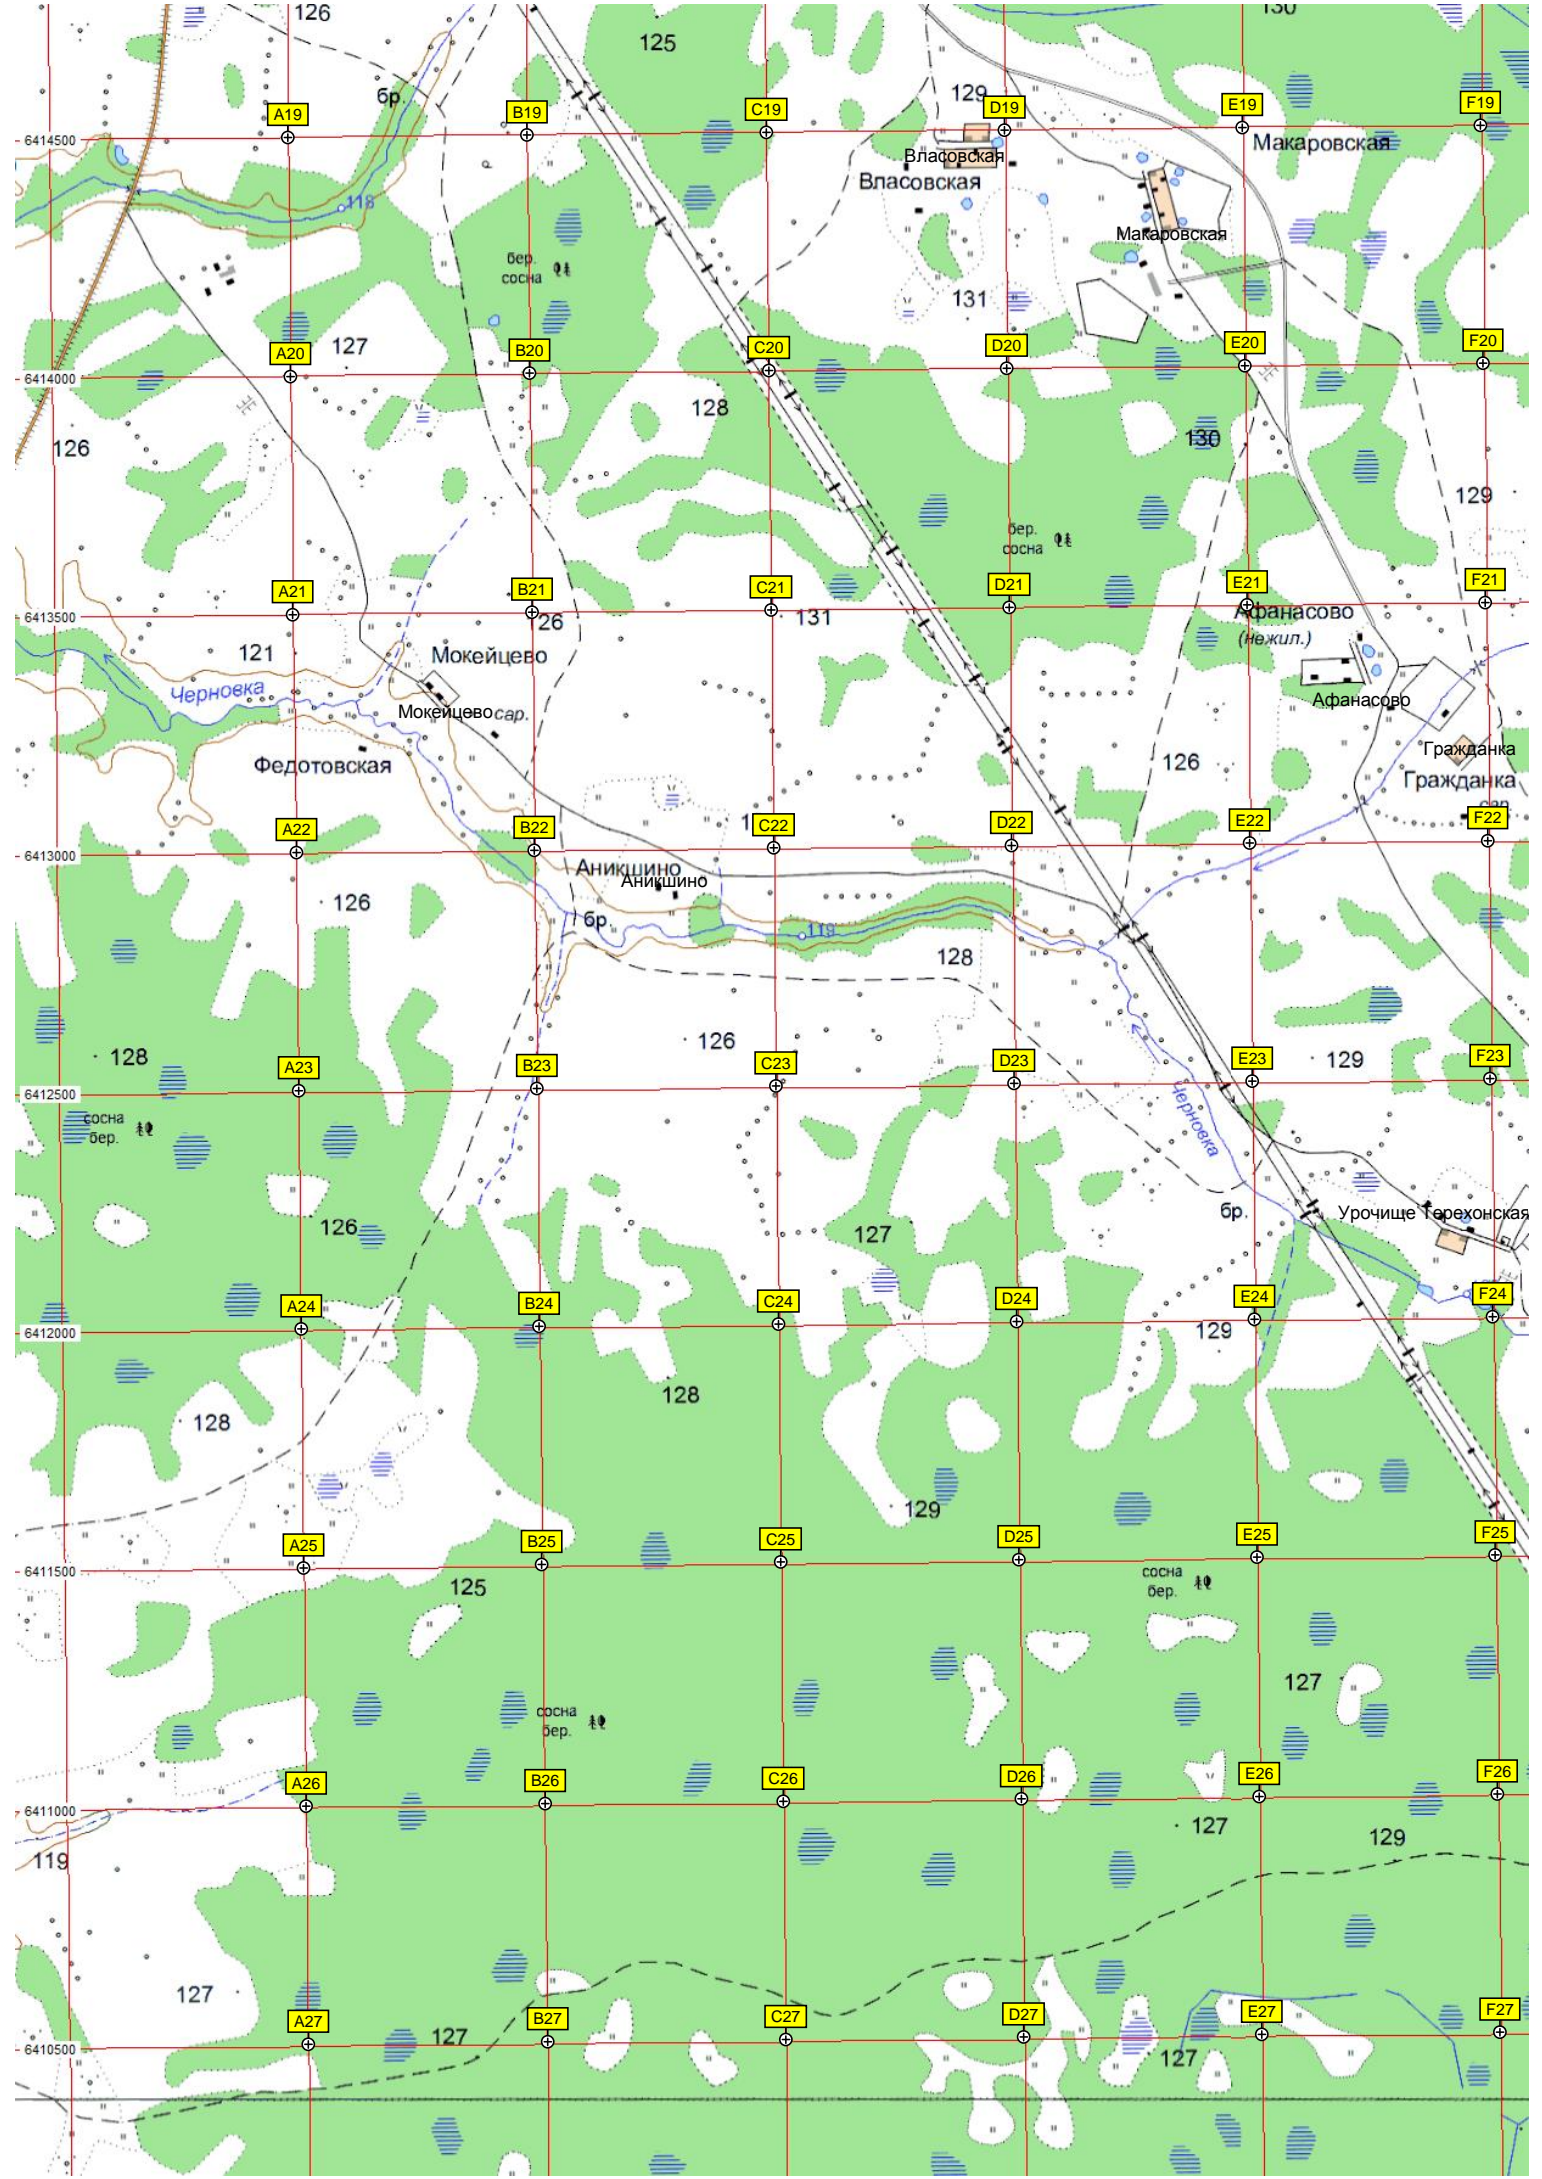 126
130
125
129
бр.
A19
B19
C19
D19
E19
F19
6414500
Макаровская
Власовская
Власовская
118
Макаровская
бер.
сосна
131
127
A20
B20
C20
D20
E20
F20
6414000
128
126
130
129
бер.
сосна
A21
B21
C21
D21
E21
F21
6413500
126
131
Афанасово
(нежил.)
121
Мокейцево
Черновка
Мокейцево
сар.
Афанасово
Гражданка
Федотовская
126
Гражданка
сар.
A22
B22
C22
D22
E22
F22
6413000
Аникшино
Аникшино
126
бр.
119
128
126
128
129
A23
B23
C23
D23
E23
F23
6412500
сосна
бер.
Черновка
126
127
бр.
Урочище Терехонская
A24
B24
C24
D24
E24
F24
6412000
129
128
128
129
A25
B25
C25
D25
E25
F25
6411500
125
сосна
бер.
127
сосна
бер.
A26
B26
C26
D26
E26
F26
6411000
127
129
119
127
A27
B27
C27
D27
E27
F27
6410500
127
127